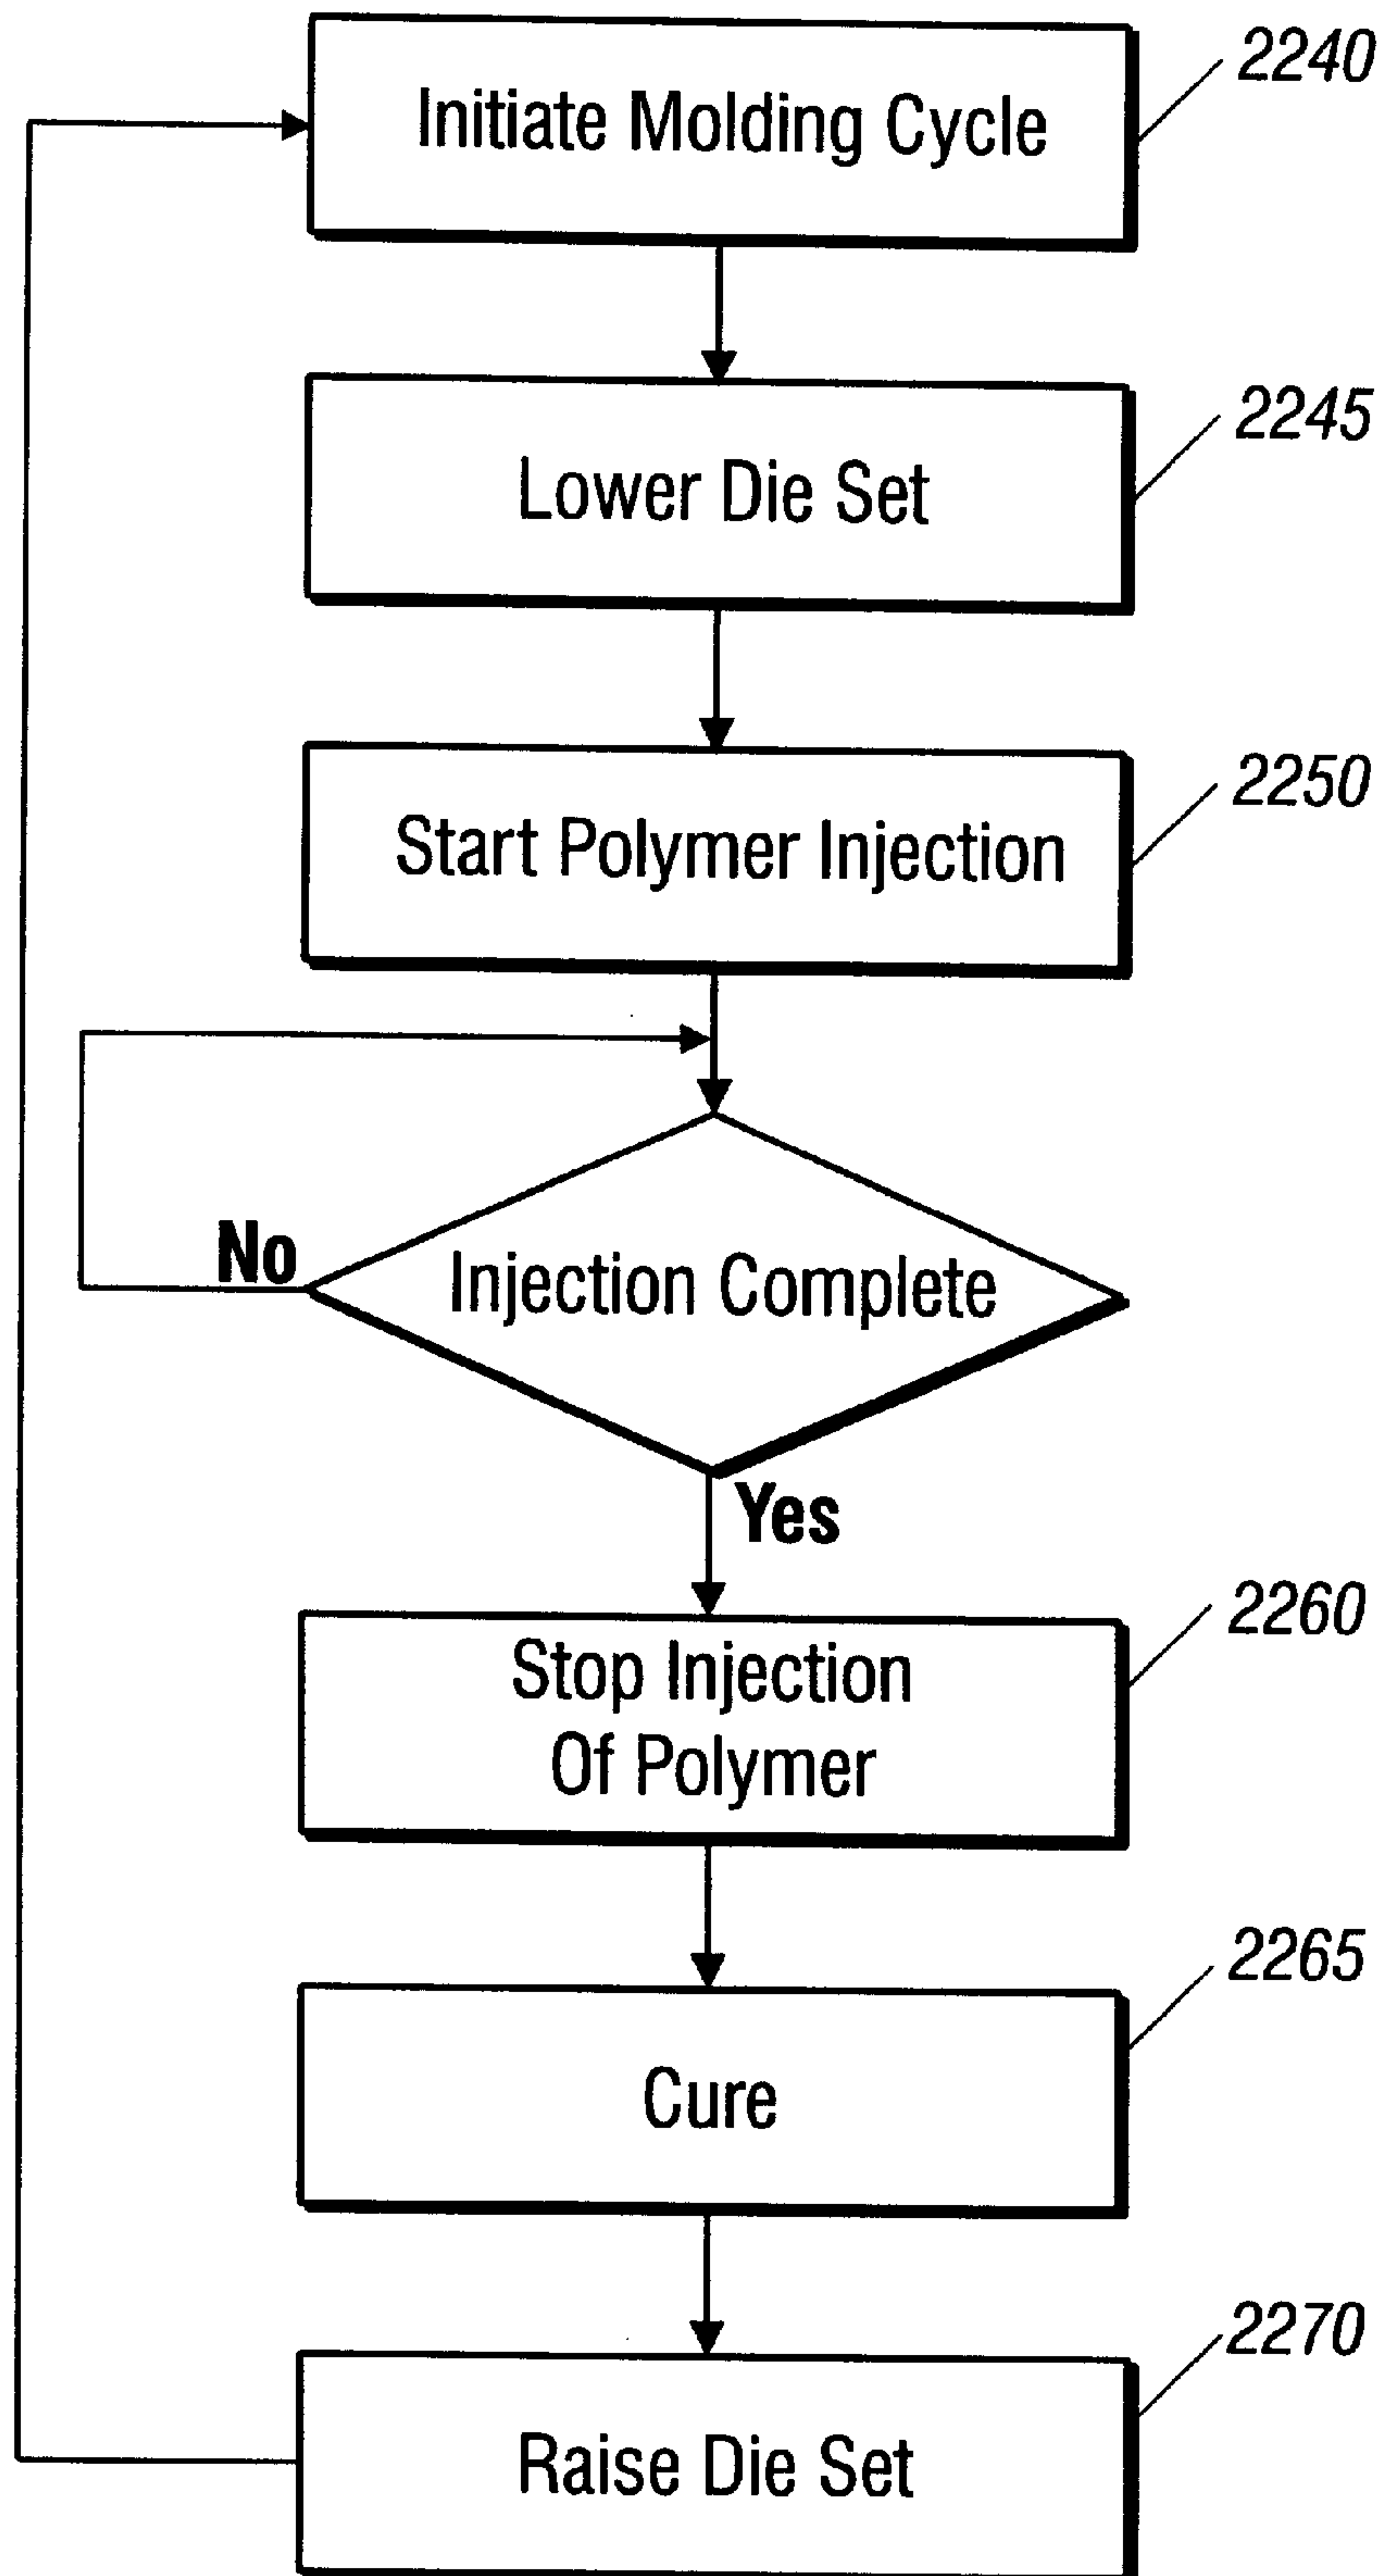 Initiate Molding Cycle
2240
Lower Die Set
2245
Start Polymer Injection
2250
Injection Complete
No
Yes
Stop Injection
Of Polymer
2260
Cure
2265
Raise Die Set
2270